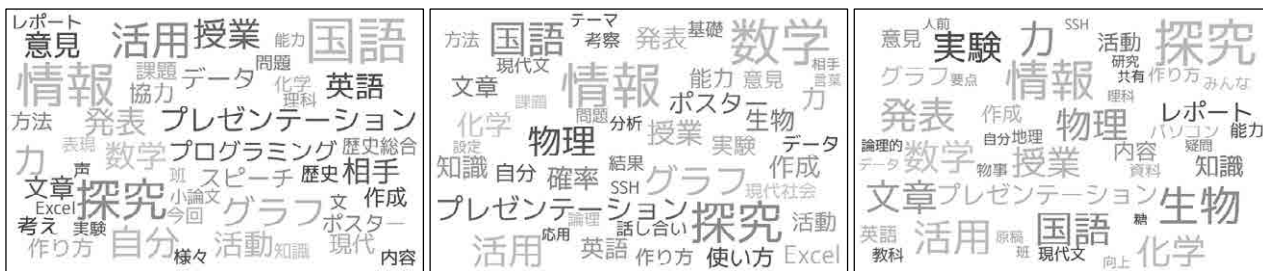 レポート 意見 活用 授業 能力 国語
情報 課題 データ 問題 化学 理科 英語
協力
方法 発表 プレゼンテーション
力 表現 数学 プログラミング 歴史総合
声 班 スピーチ 歴史 相手
文章 Excel 探究 小論文 今回 グラフ 文 作成
考え 実験 ポスター
作り方 自分 様々 活動 知識 現代 内容
方法 国語 テーマ 考察 発表 基礎 数学
現代文 相手 言葉
文章 情報 能力 意見
課題 ポスター 力
化学 設定 物理 問題 分析 授業 生物 実験 データ
知識 自分 確率 結果 SSH グラフ 作成 現代社会
プレゼンテーション 論理 探究 活動
活用 応用 話し合い 英語 作り方 使い方 Excel
意見 人前 実験 力 SSH 活動 探究
グラフ 要点 情報 研究 共有 作り方 みんな
理科
発表 作成 物理 レポート
自分 地理 パソコン 能力
論理的 データ 数学 物事 授業 内容 資料 疑問 知識
文章 プレゼンテーション 生物
英語 教科 活用 原稿 班 国語 現代文 糖 向上 化学